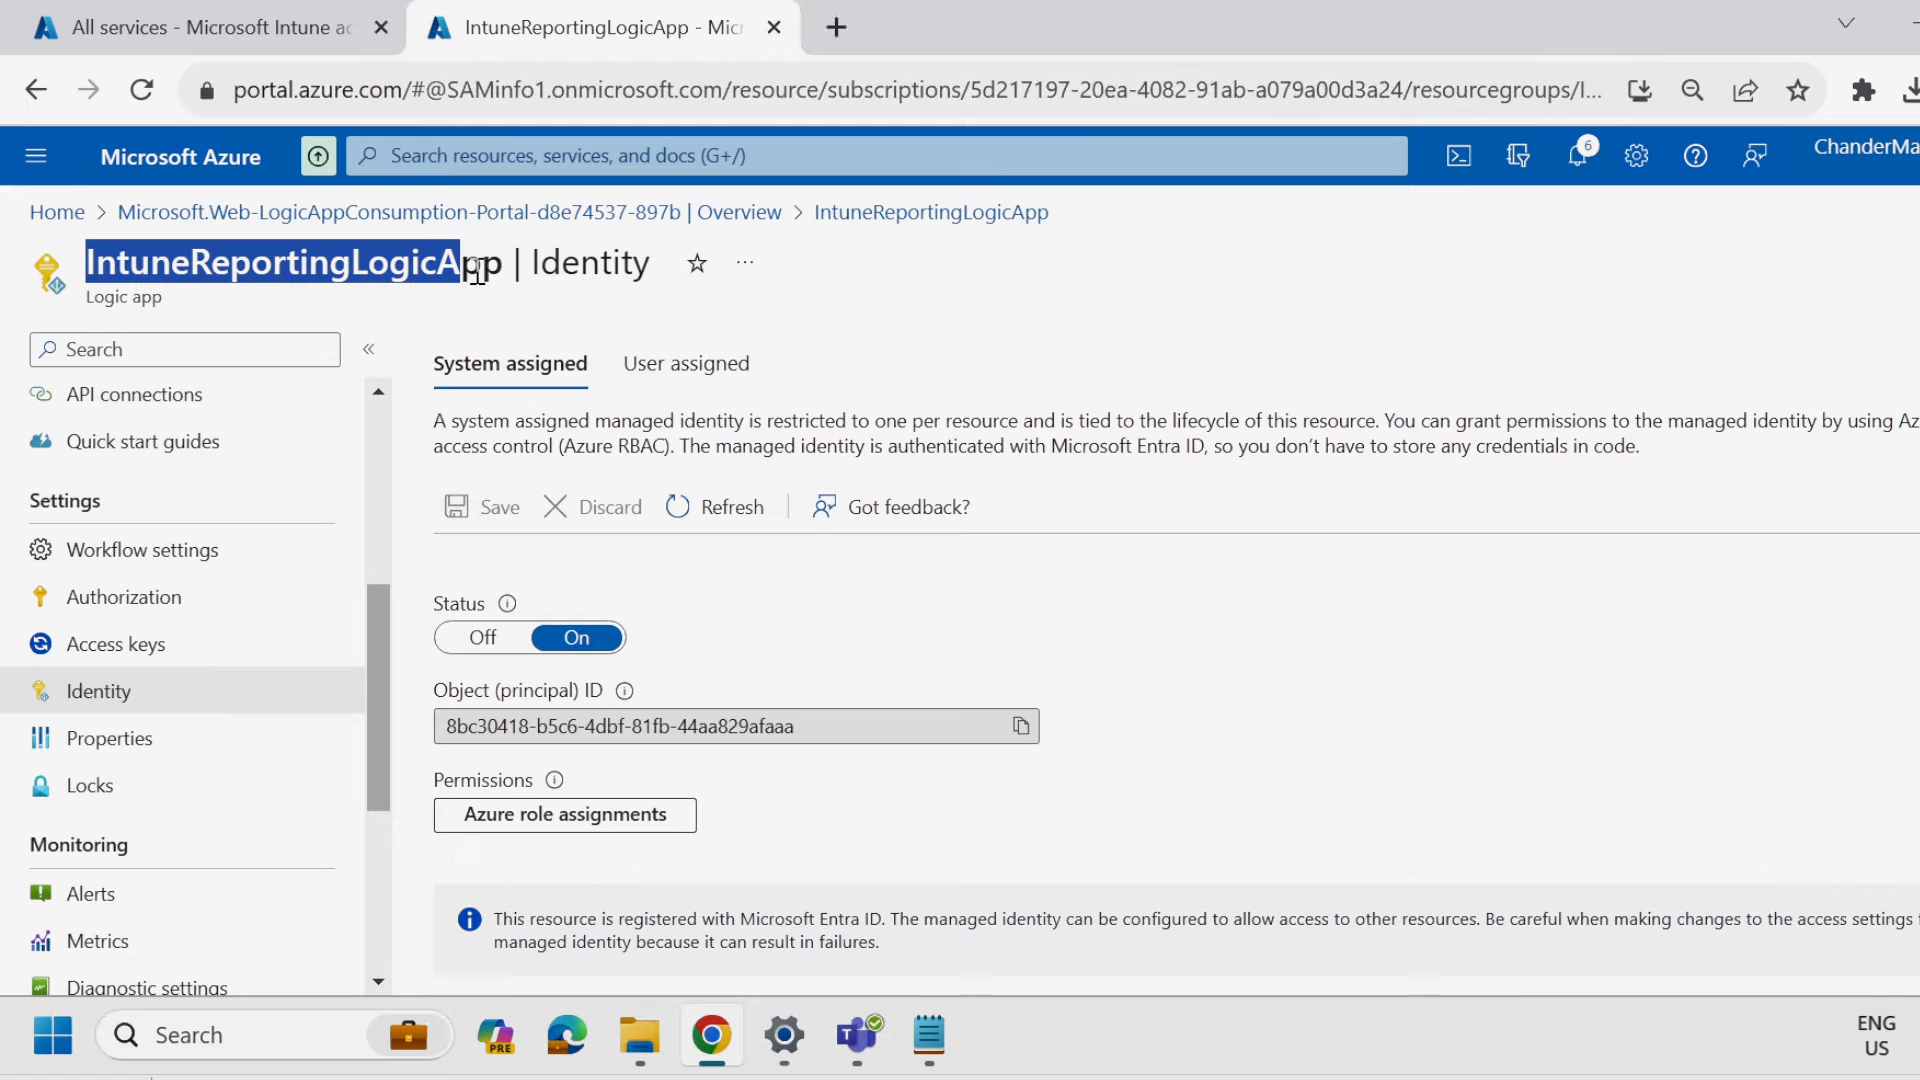 All services - Microsoft Intune ac
IntuneReportingLogicApp - Micr
portal.azure.com/#@SAMinfo1.onmicrosoft.com/resource/subscriptions/5d217197-20ea-4082-91ab-a079a00d3a24/resourcegroups/l...
Microsoft Azure
Search resources, services, and docs (G+/)
6
ChanderMa
Home > Microsoft.Web-LogicAppConsumption-Portal-d8e74537-897b | Overview > IntuneReportingLogicApp
IntuneReportingLogicApp | Identity
Logic app
Search
API connections
Quick start guides
Settings
Workflow settings
Authorization
Access keys
Identity
Properties
Locks
Monitoring
Alerts
Metrics
Diagnostic settings
System assigned
User assigned
A system assigned managed identity is restricted to one per resource and is tied to the lifecycle of this resource. You can grant permissions to the managed identity by using Az
access control (Azure RBAC). The managed identity is authenticated with Microsoft Entra ID, so you don’t have to store any credentials in code.
Save
Discard
Refresh
Got feedback?
Status
Off
On
Object (principal) ID
8bc30418-b5c6-4dbf-81fb-44aa829afaaa
Permissions
Azure role assignments
This resource is registered with Microsoft Entra ID. The managed identity can be configured to allow access to other resources. Be careful when making changes to the access settings f
managed identity because it can result in failures.
Search
PRE
ENG
US